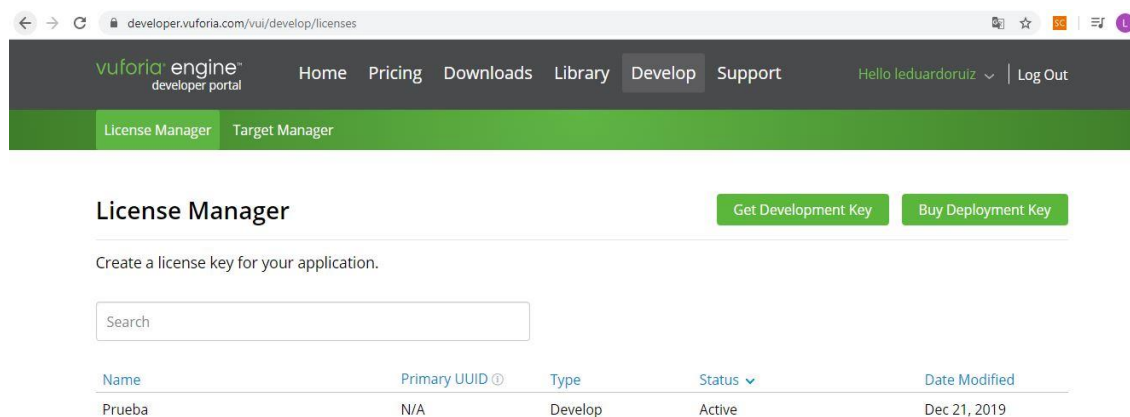 developer.vuforia.com/vui/develop/licenses
SC
L
vuforia® engine™
developer portal
Home Pricing Downloads Library Develop Support
Hello leduardoruiz
Log Out
License Manager Target Manager
License Manager
Get Development Key
Buy Deployment Key
Create a license key for your application.
Search
Name Primary UUID Type Status Date Modified
Prueba N/A Develop Active Dec 21, 2019